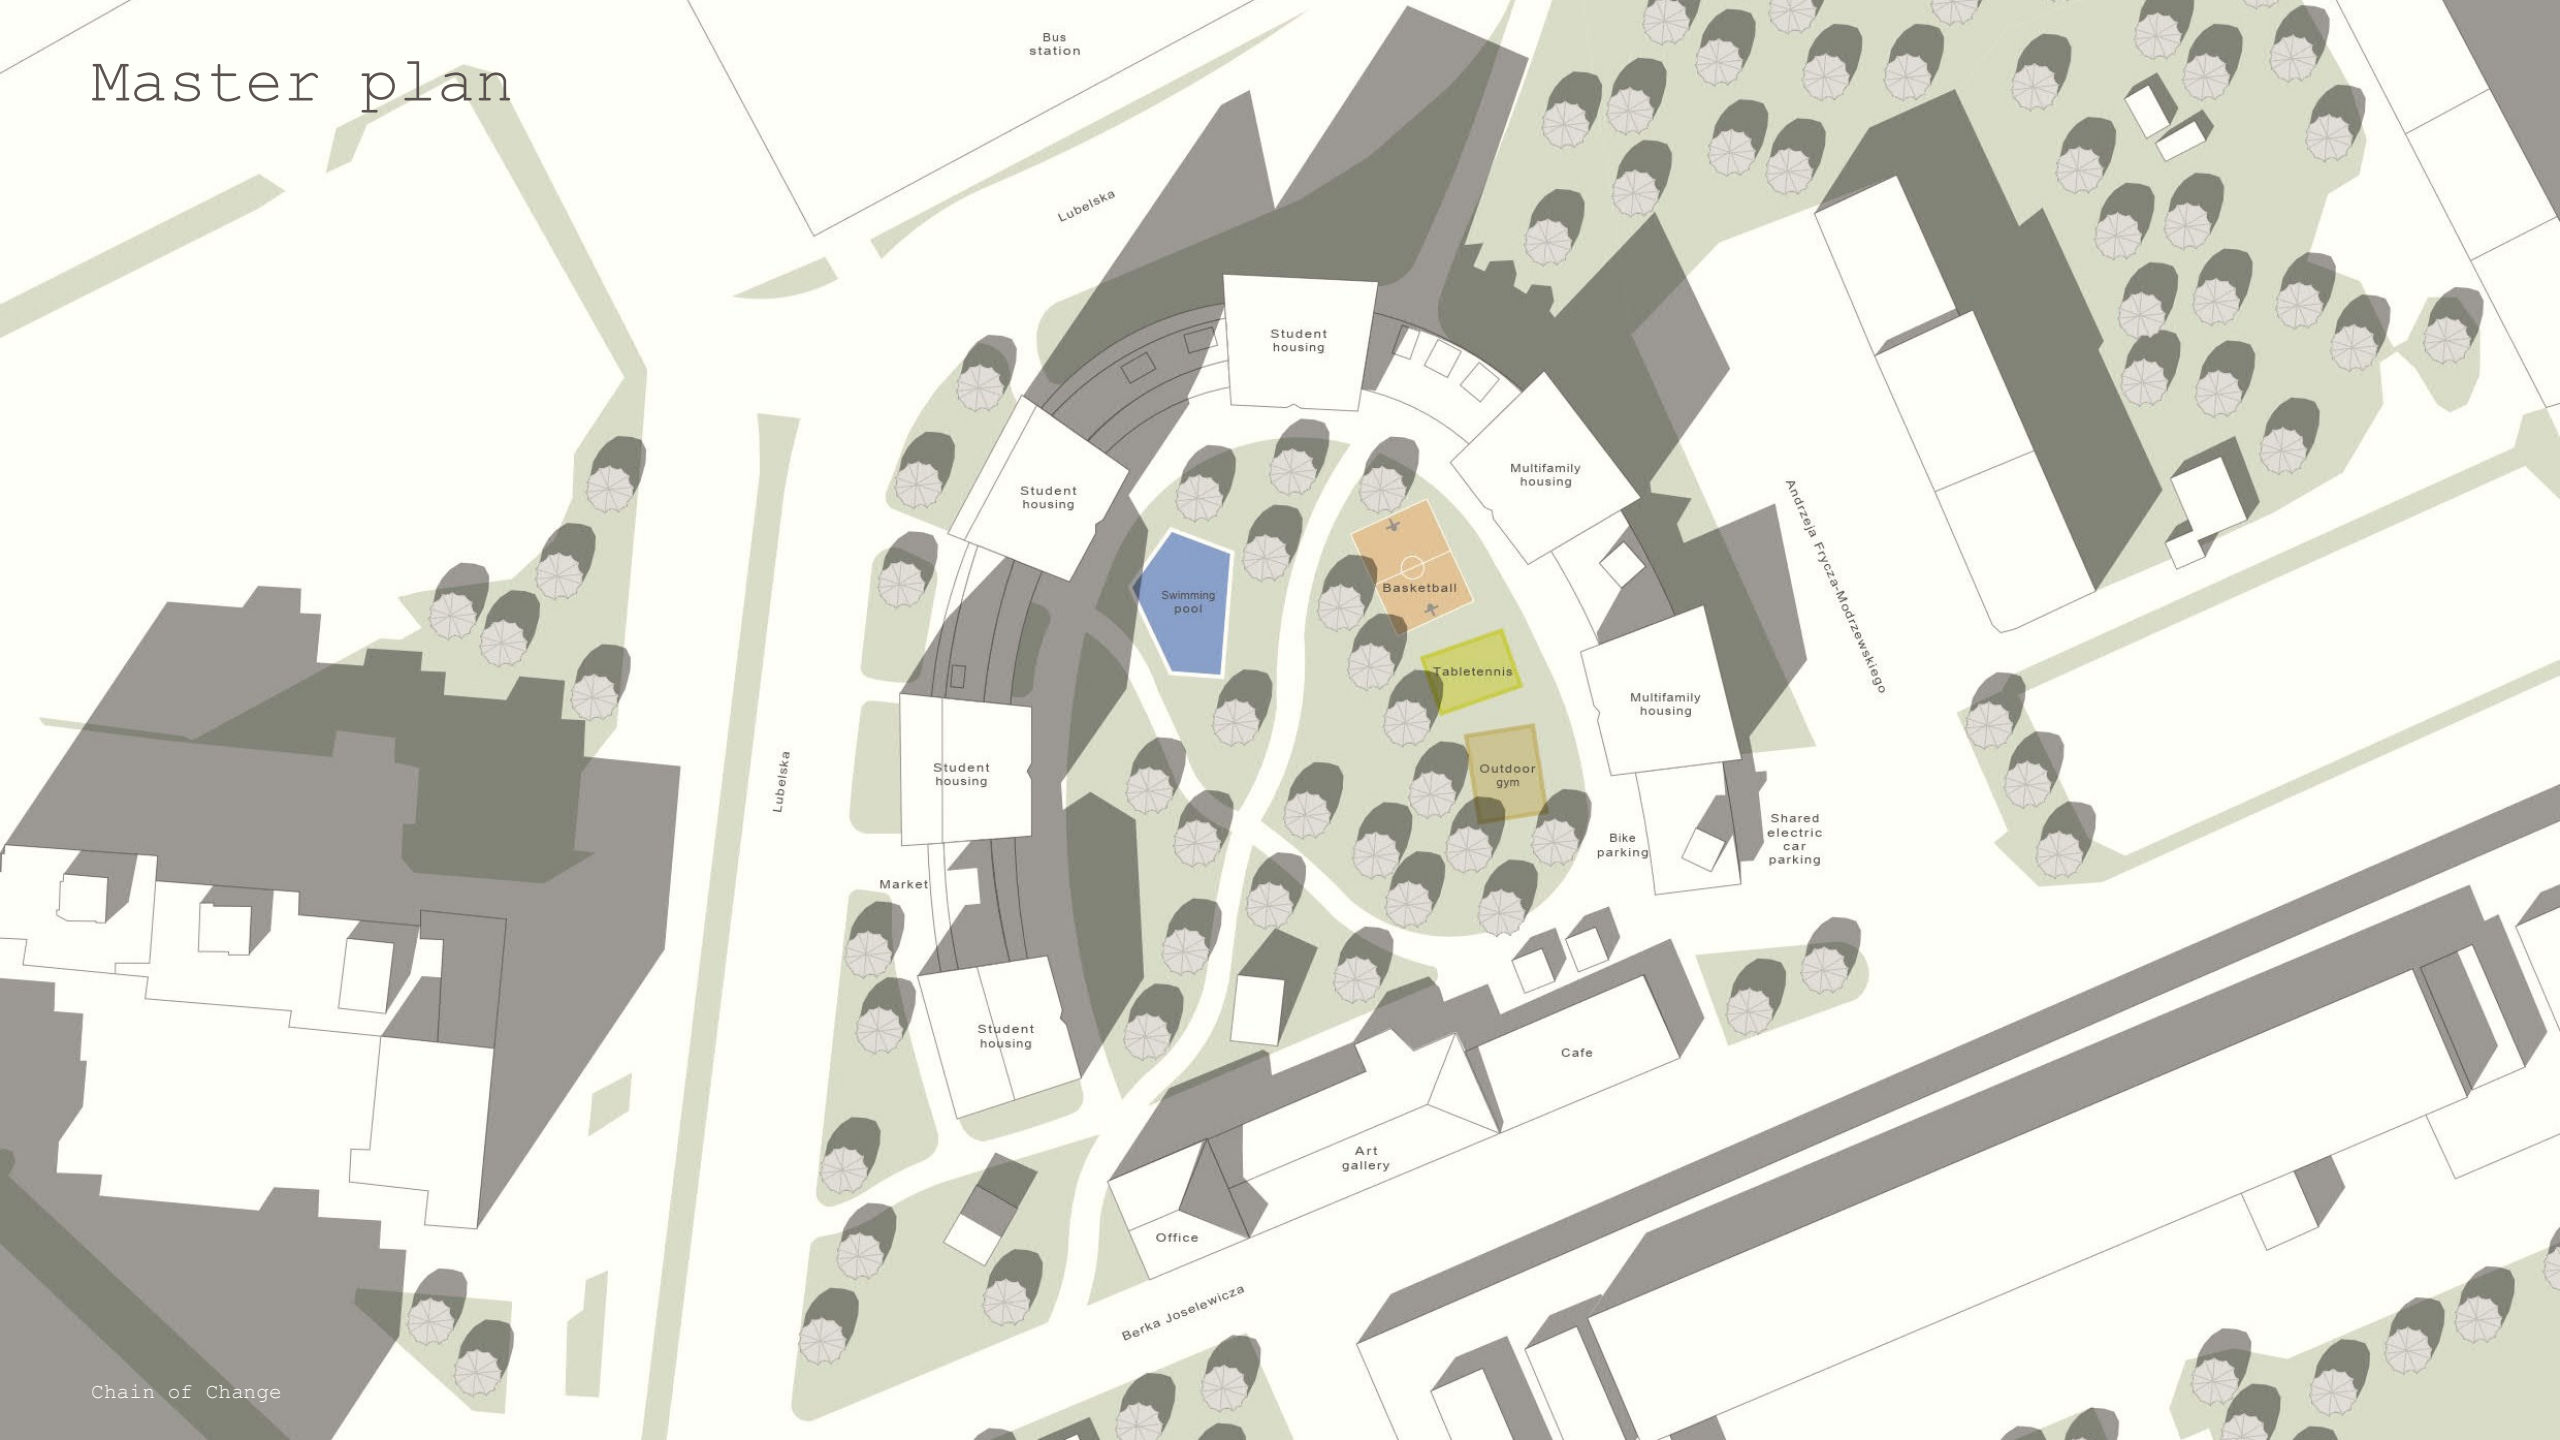 Master plan
Bus
station
Lubelska
Student
housing
Student
housing
Multifamily
housing
Andrzeja Frycza-Modrzewskiego
Swimming
pool
Basketball
Tabletennis
Multifamily
housing
Lubelska
Student
housing
Outdoor
gym
Bike
parking
Shared
electric
car
parking
Market
Student
housing
Cafe
Art
gallery
Office
Berka Joselewicza
Chain of Change